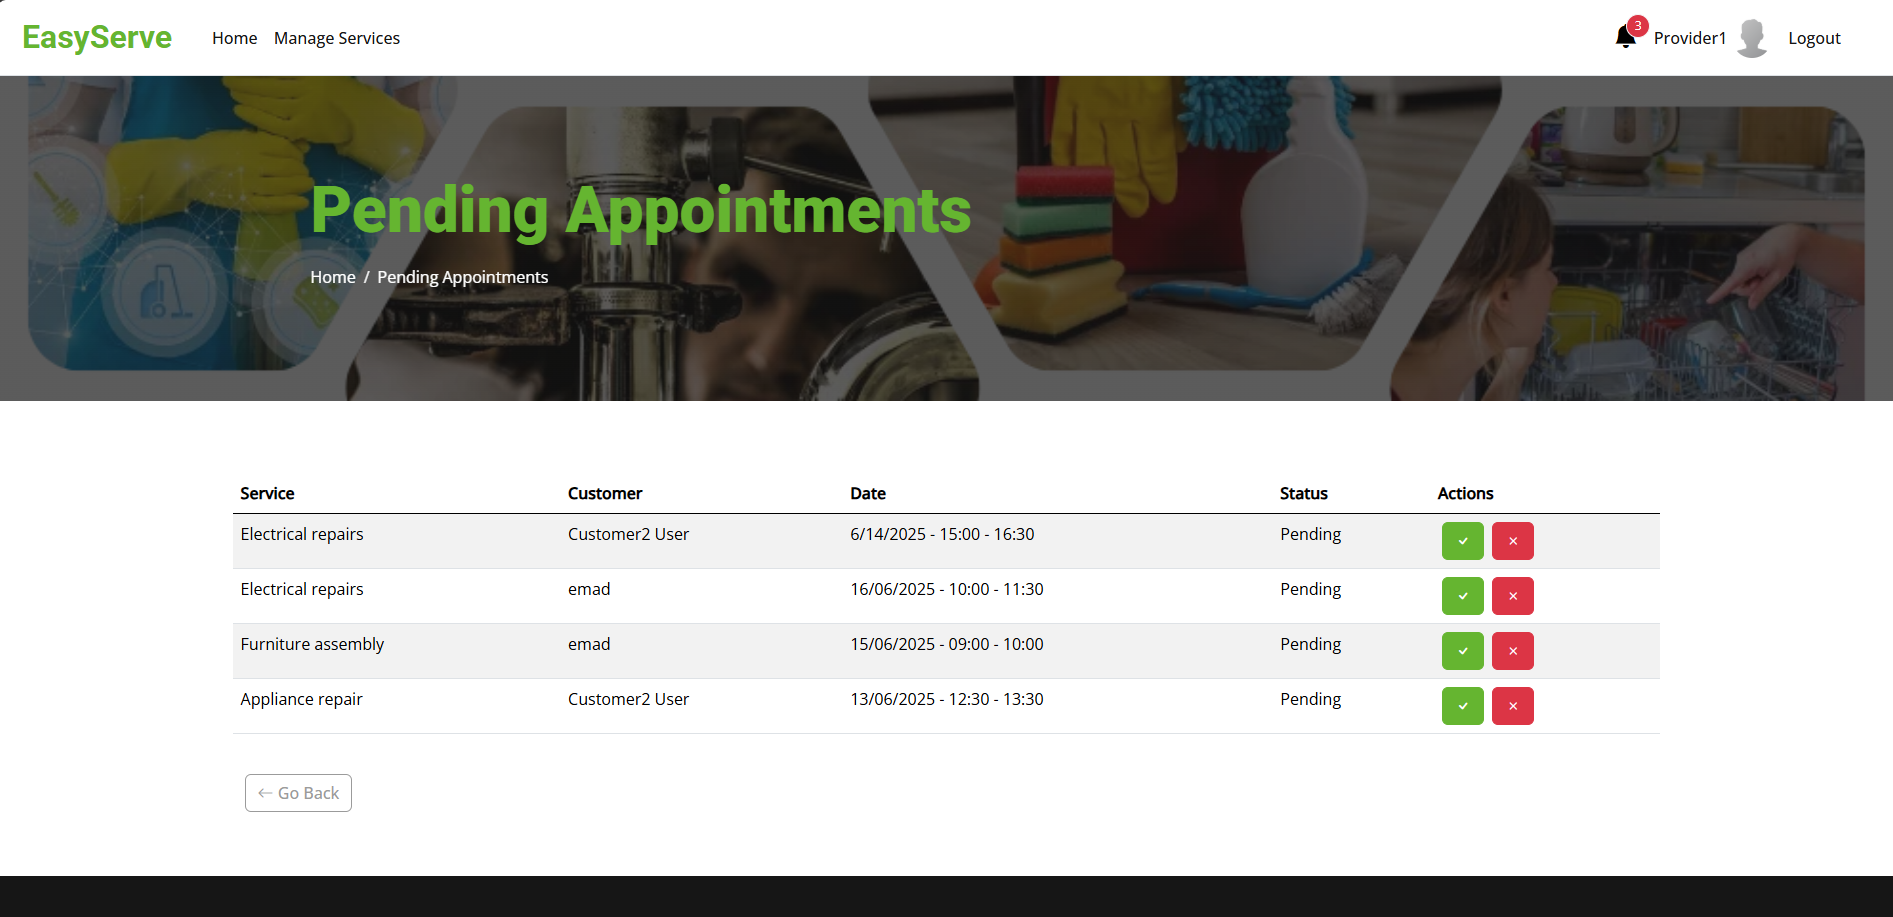 EasyServe Home Manage Services 3 Provider1 Logout
Pending Appointments
Home / Pending Appointments
Service Customer Date Status Actions
Electrical repairs Customer2 User 6/14/2025 - 15:00 - 16:30 Pending
Electrical repairs emad 16/06/2025 - 10:00 - 11:30 Pending
Furniture assembly emad 15/06/2025 - 09:00 - 10:00 Pending
Appliance repair Customer2 User 13/06/2025 - 12:30 - 13:30 Pending
Go Back